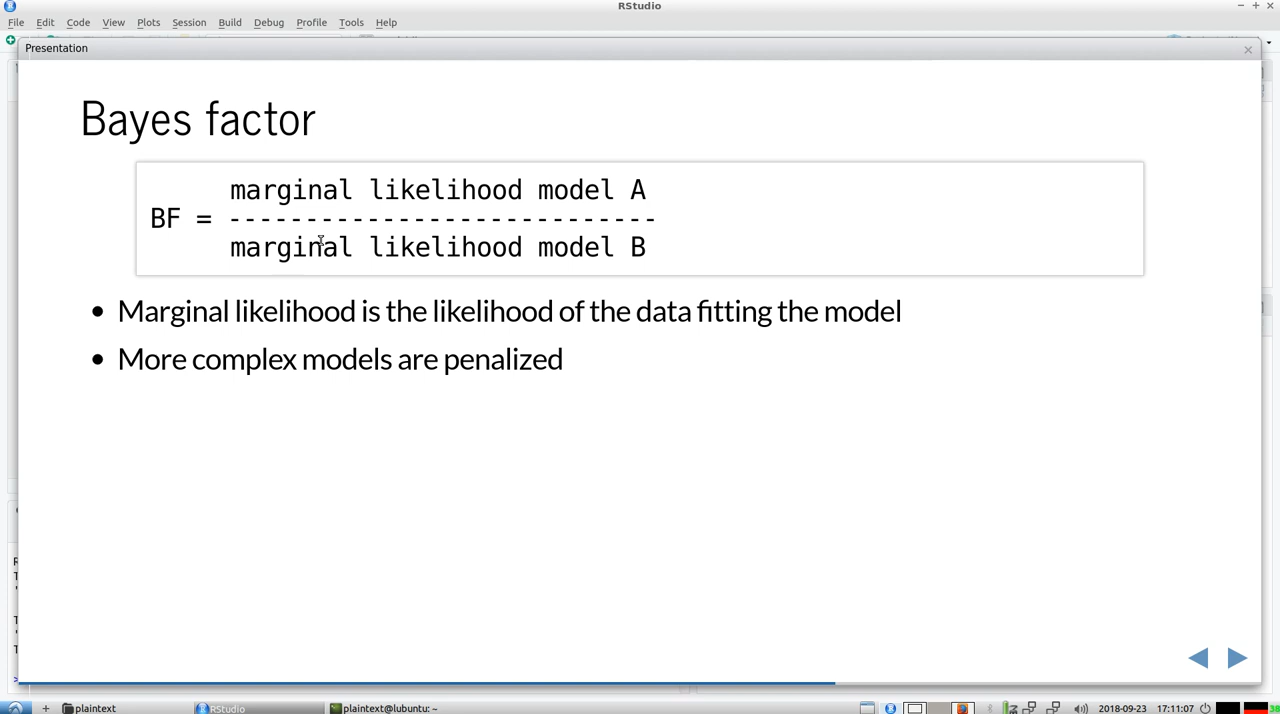 RStudio
File Edit Code View Plots Session Build Debug Profile Tools Help
Presentation
Bayes factor
marginal likelihood model A
BF = ----------------------------
marginal likelihood model B
• Marginal likelihood is the likelihood of the data fitting the model
• More complex models are penalized
plaintext RStudio plaintext@lubuntu: ~ 2018-09-23 17:11:07